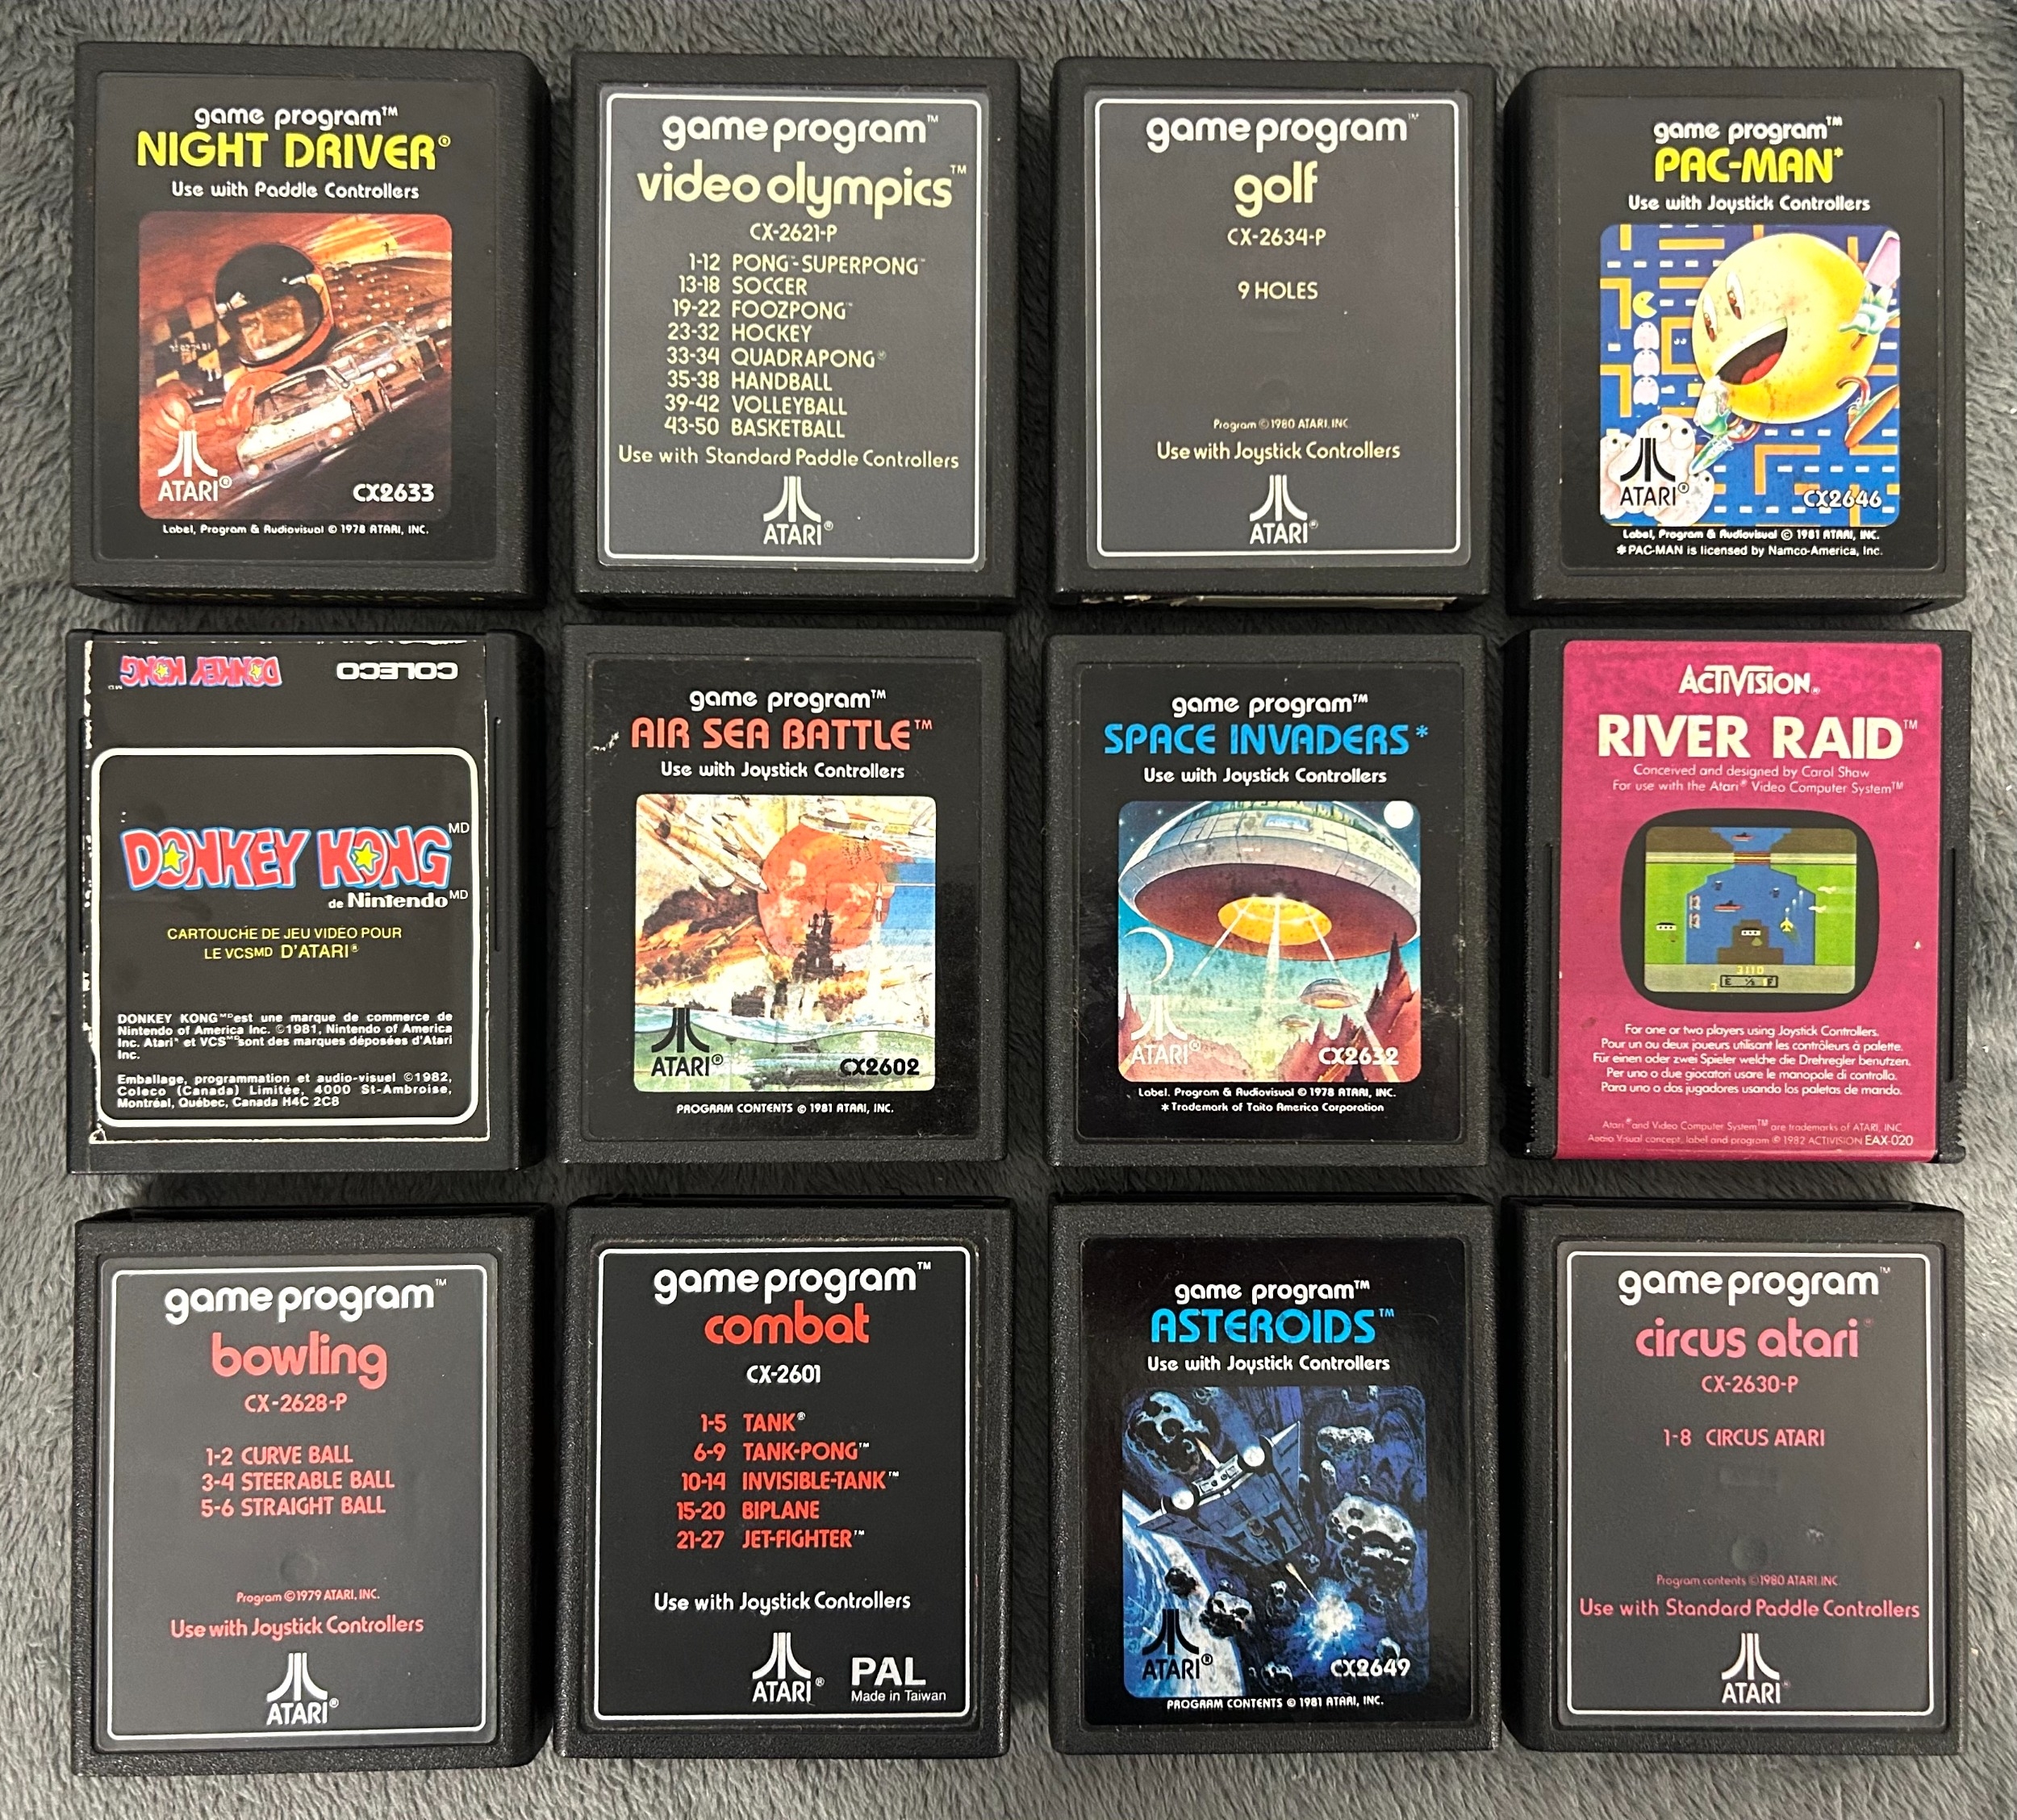 game program™
NIGHT DRIVER®
Use with Paddle Controllers
ATARI®
CX2633
Label, Program & Audiovisual © 1978 ATARI, INC.
game program™
video olympics™
CX-2621-P
1-12 PONG™-SUPERPONG™
13-18 SOCCER
19-22 FOOZPONG™
23-32 HOCKEY
33-34 QUADRAPONG®
35-38 HANDBALL
39-42 VOLLEYBALL
43-50 BASKETBALL
Use with Standard Paddle Controllers
ATARI®
game program™
golf
CX-2634-P
9 HOLES
Program © 1980 ATARI, INC.
Use with Joystick Controllers
ATARI®
game program™
PAC-MAN*
Use with Joystick Controllers
ATARI®
CX2646
Label, Program & Audiovisual © 1981 ATARI, INC.
* PAC-MAN is licensed by Namco-America, Inc.
DONKEY KONG COLECO
DONKEY KONG MD
de Nintendo MD
CARTOUCHE DE JEU VIDEO POUR
LE VCSMD D'ATARI®
DONKEY KONG MD est une marque de commerce de
Nintendo of America Inc. ©1981, Nintendo of America
Inc. Atari* et VCS MD sont des marques déposées d'Atari
Inc.
Emballage, programmation et audio-visuel ©1982,
Coleco (Canada) Limitée, 4000 St-Ambroise,
Montréal, Québec, Canada H4C 2C8
game program™
AIR SEA BATTLE™
Use with Joystick Controllers
ATARI®
CX2602
PROGRAM CONTENTS © 1981 ATARI, INC.
game program™
SPACE INVADERS*
Use with Joystick Controllers
ATARI®
CX2632
Label, Program & Audiovisual © 1978 ATARI, INC.
* Trademark of Taito America Corporation
ACTIVISION®
RIVER RAID™
Conceived and designed by Carol Shaw
For use with the Atari® Video Computer System™
3110
E ½ F
For one or two players using Joystick Controllers.
Pour un ou deux joueurs utilisant les contrôleurs à palette.
Für einen oder zwei Spieler welche die Drehregler benutzen.
Per uno o due giocatori usare le manopole di controllo.
Para uno o dos jugadores usando los paletas de mando.
Atari® and Video Computer System™ are trademarks of ATARI, INC.
Audio Visual concept, label and program © 1982 ACTIVISION EAX-020
game program™
bowling
CX-2628-P
1-2 CURVE BALL
3-4 STEERABLE BALL
5-6 STRAIGHT BALL
Program ©1979 ATARI, INC.
Use with Joystick Controllers
ATARI®
game program™
combat
CX-2601
1-5 TANK®
6-9 TANK-PONG™
10-14 INVISIBLE-TANK™
15-20 BIPLANE
21-27 JET-FIGHTER™
Use with Joystick Controllers
ATARI®
PAL
Made in Taiwan
game program™
ASTEROIDS™
Use with Joystick Controllers
ATARI®
CX2649
PROGRAM CONTENTS © 1981 ATARI, INC.
game program™
circus atari®
CX-2630-P
1-8 CIRCUS ATARI
Program contents ©1980 ATARI, INC.
Use with Standard Paddle Controllers
ATARI®